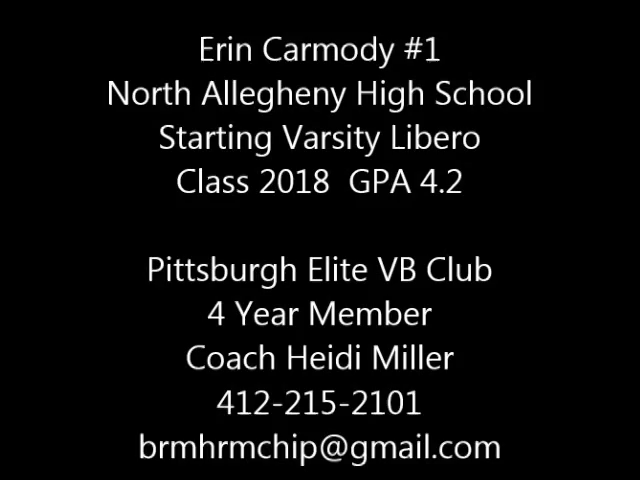 Erin Carmody #1
North Allegheny High School
Starting Varsity Libero
Class 2018  GPA 4.2
Pittsburgh Elite VB Club
4 Year Member
Coach Heidi Miller
412-215-2101
brmhrmchip@gmail.com